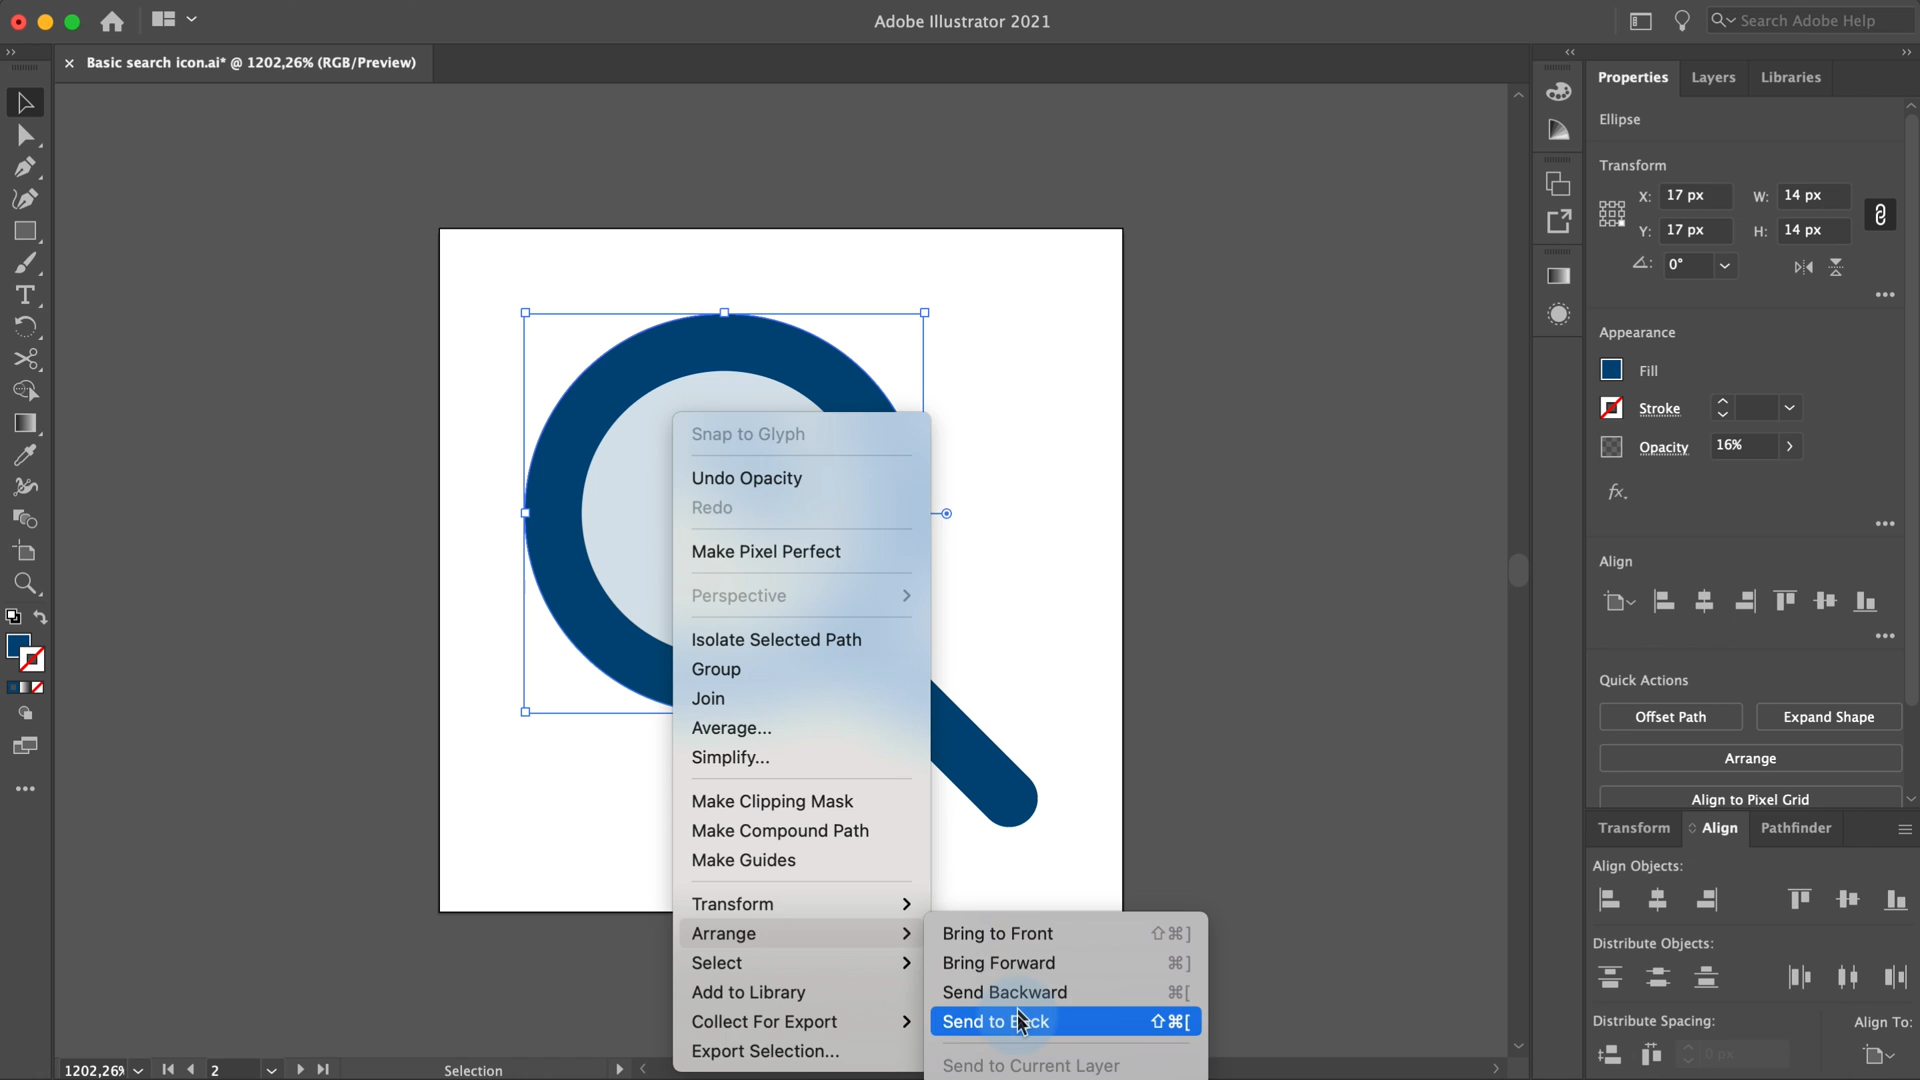 Adobe Illustrator 2021
Search Adobe Help
Basic search icon.ai* @ 1202,26% (RGB/Preview)
Properties
Layers
Libraries
Ellipse
Transform
X: 17 px
W: 14 px
Y: 17 px
H: 14 px
0°
Appearance
Fill
Stroke
Opacity
16%
fx.
Align
Quick Actions
Offset Path
Expand Shape
Arrange
Align to Pixel Grid
Transform
Align
Pathfinder
Align Objects:
Distribute Objects:
Distribute Spacing:
Align To:
0 px
Snap to Glyph
Undo Opacity
Redo
Make Pixel Perfect
Perspective
Isolate Selected Path
Group
Join
Average...
Simplify...
Make Clipping Mask
Make Compound Path
Make Guides
Transform
Arrange
Select
Add to Library
Collect For Export
Export Selection...
Bring to Front ⇧⌘]
Bring Forward ⌘]
Send Backward ⌘[
Send to Back ⇧⌘[
Send to Current Layer
1202,26%
2
Selection